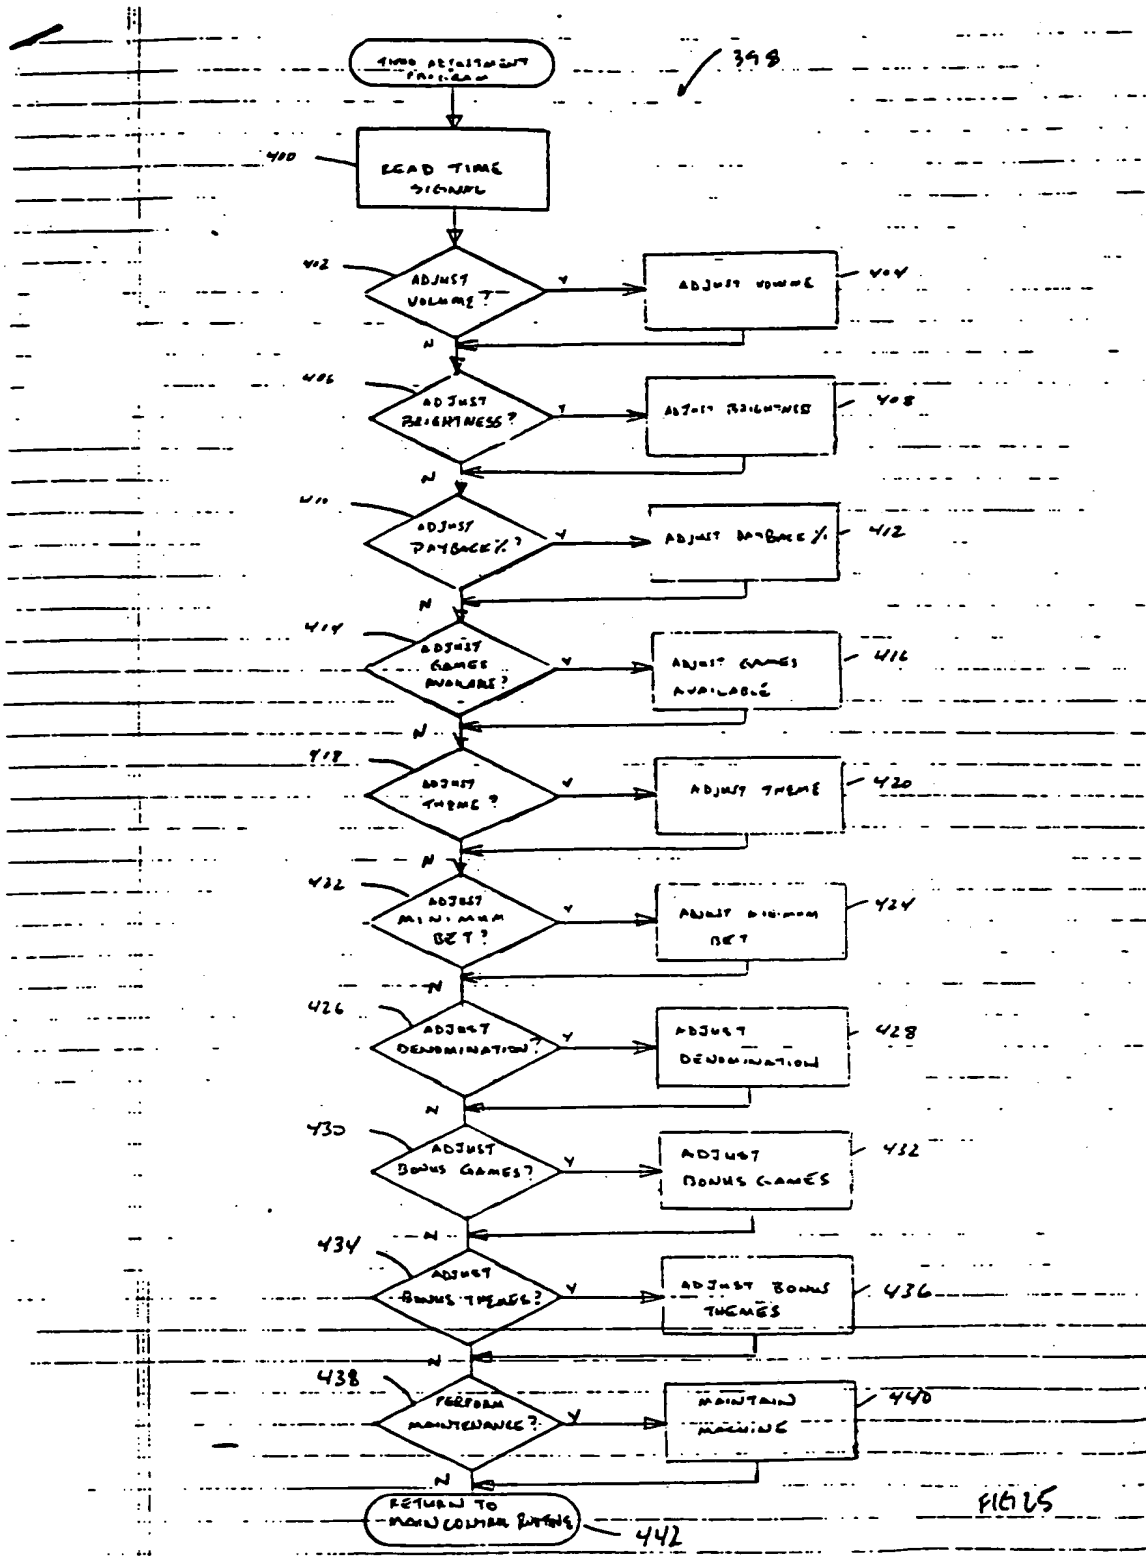 ADJUSTMENT
PROGRAM
398
400
READ TIME
SIGNAL
402
ADJUST
VOLUME?
Y
ADJUST VOLUME
404
N
406
ADJUST
BRIGHTNESS?
Y
ADJUST BRIGHTNESS
408
N
410
ADJUST
PAYBACK%?
Y
ADJUST PAYBACK %
412
N
414
ADJUST
GAMES
AVAILABLE?
Y
ADJUST GAMES
AVAILABLE
416
N
418
ADJUST
THEME?
Y
ADJUST THEME
420
N
422
ADJUST
MINIMUM
BET?
Y
ADJUST MINIMUM
BET
424
N
426
ADJUST
DENOMINATION?
Y
ADJUST
DENOMINATION
428
N
430
ADJUST
BONUS GAMES?
Y
ADJUST
BONUS GAMES
432
N
434
ADJUST
BONUS THEMES?
Y
ADJUST BONUS
THEMES
436
N
438
PERFORM
MAINTENANCE?
Y
MAINTAIN
MACHINE
440
N
RETURN TO
MAIN CONTROL ROUTINE
442
FIG 25